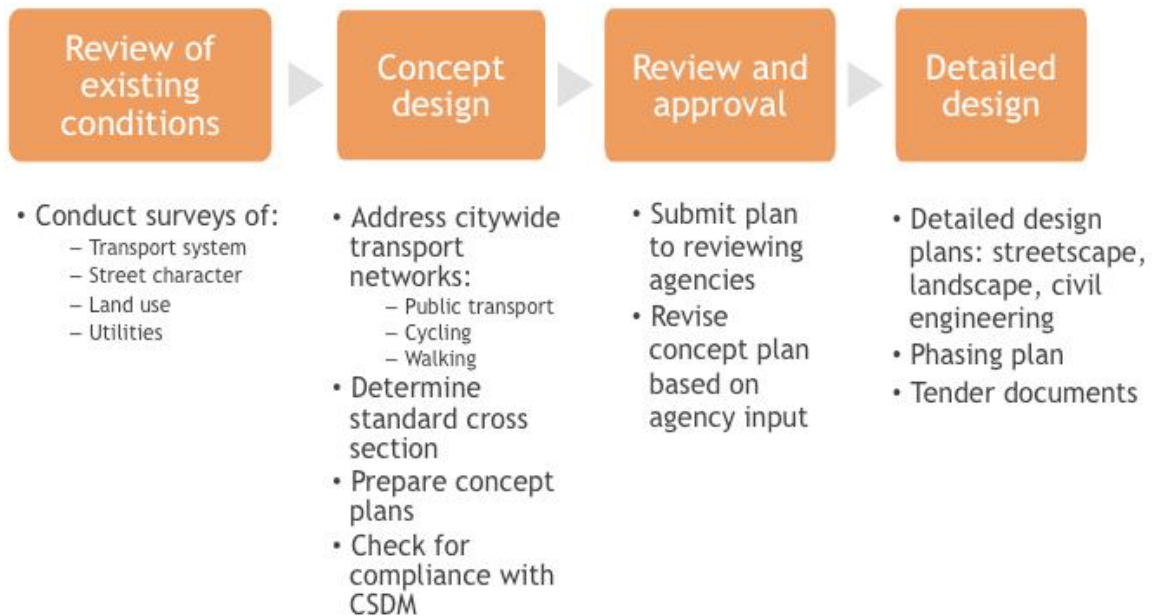 Review of
existing
conditions
Concept
design
Review and
approval
Detailed
design
• Conduct surveys of:
– Transport system
– Street character
– Land use
– Utilities
• Address citywide
transport
networks:
– Public transport
– Cycling
– Walking
• Determine
standard cross
section
• Prepare concept
plans
• Check for
compliance with
CSDM
• Submit plan
to reviewing
agencies
• Revise
concept plan
based on
agency input
• Detailed design
plans: streetscape,
landscape, civil
engineering
• Phasing plan
• Tender documents